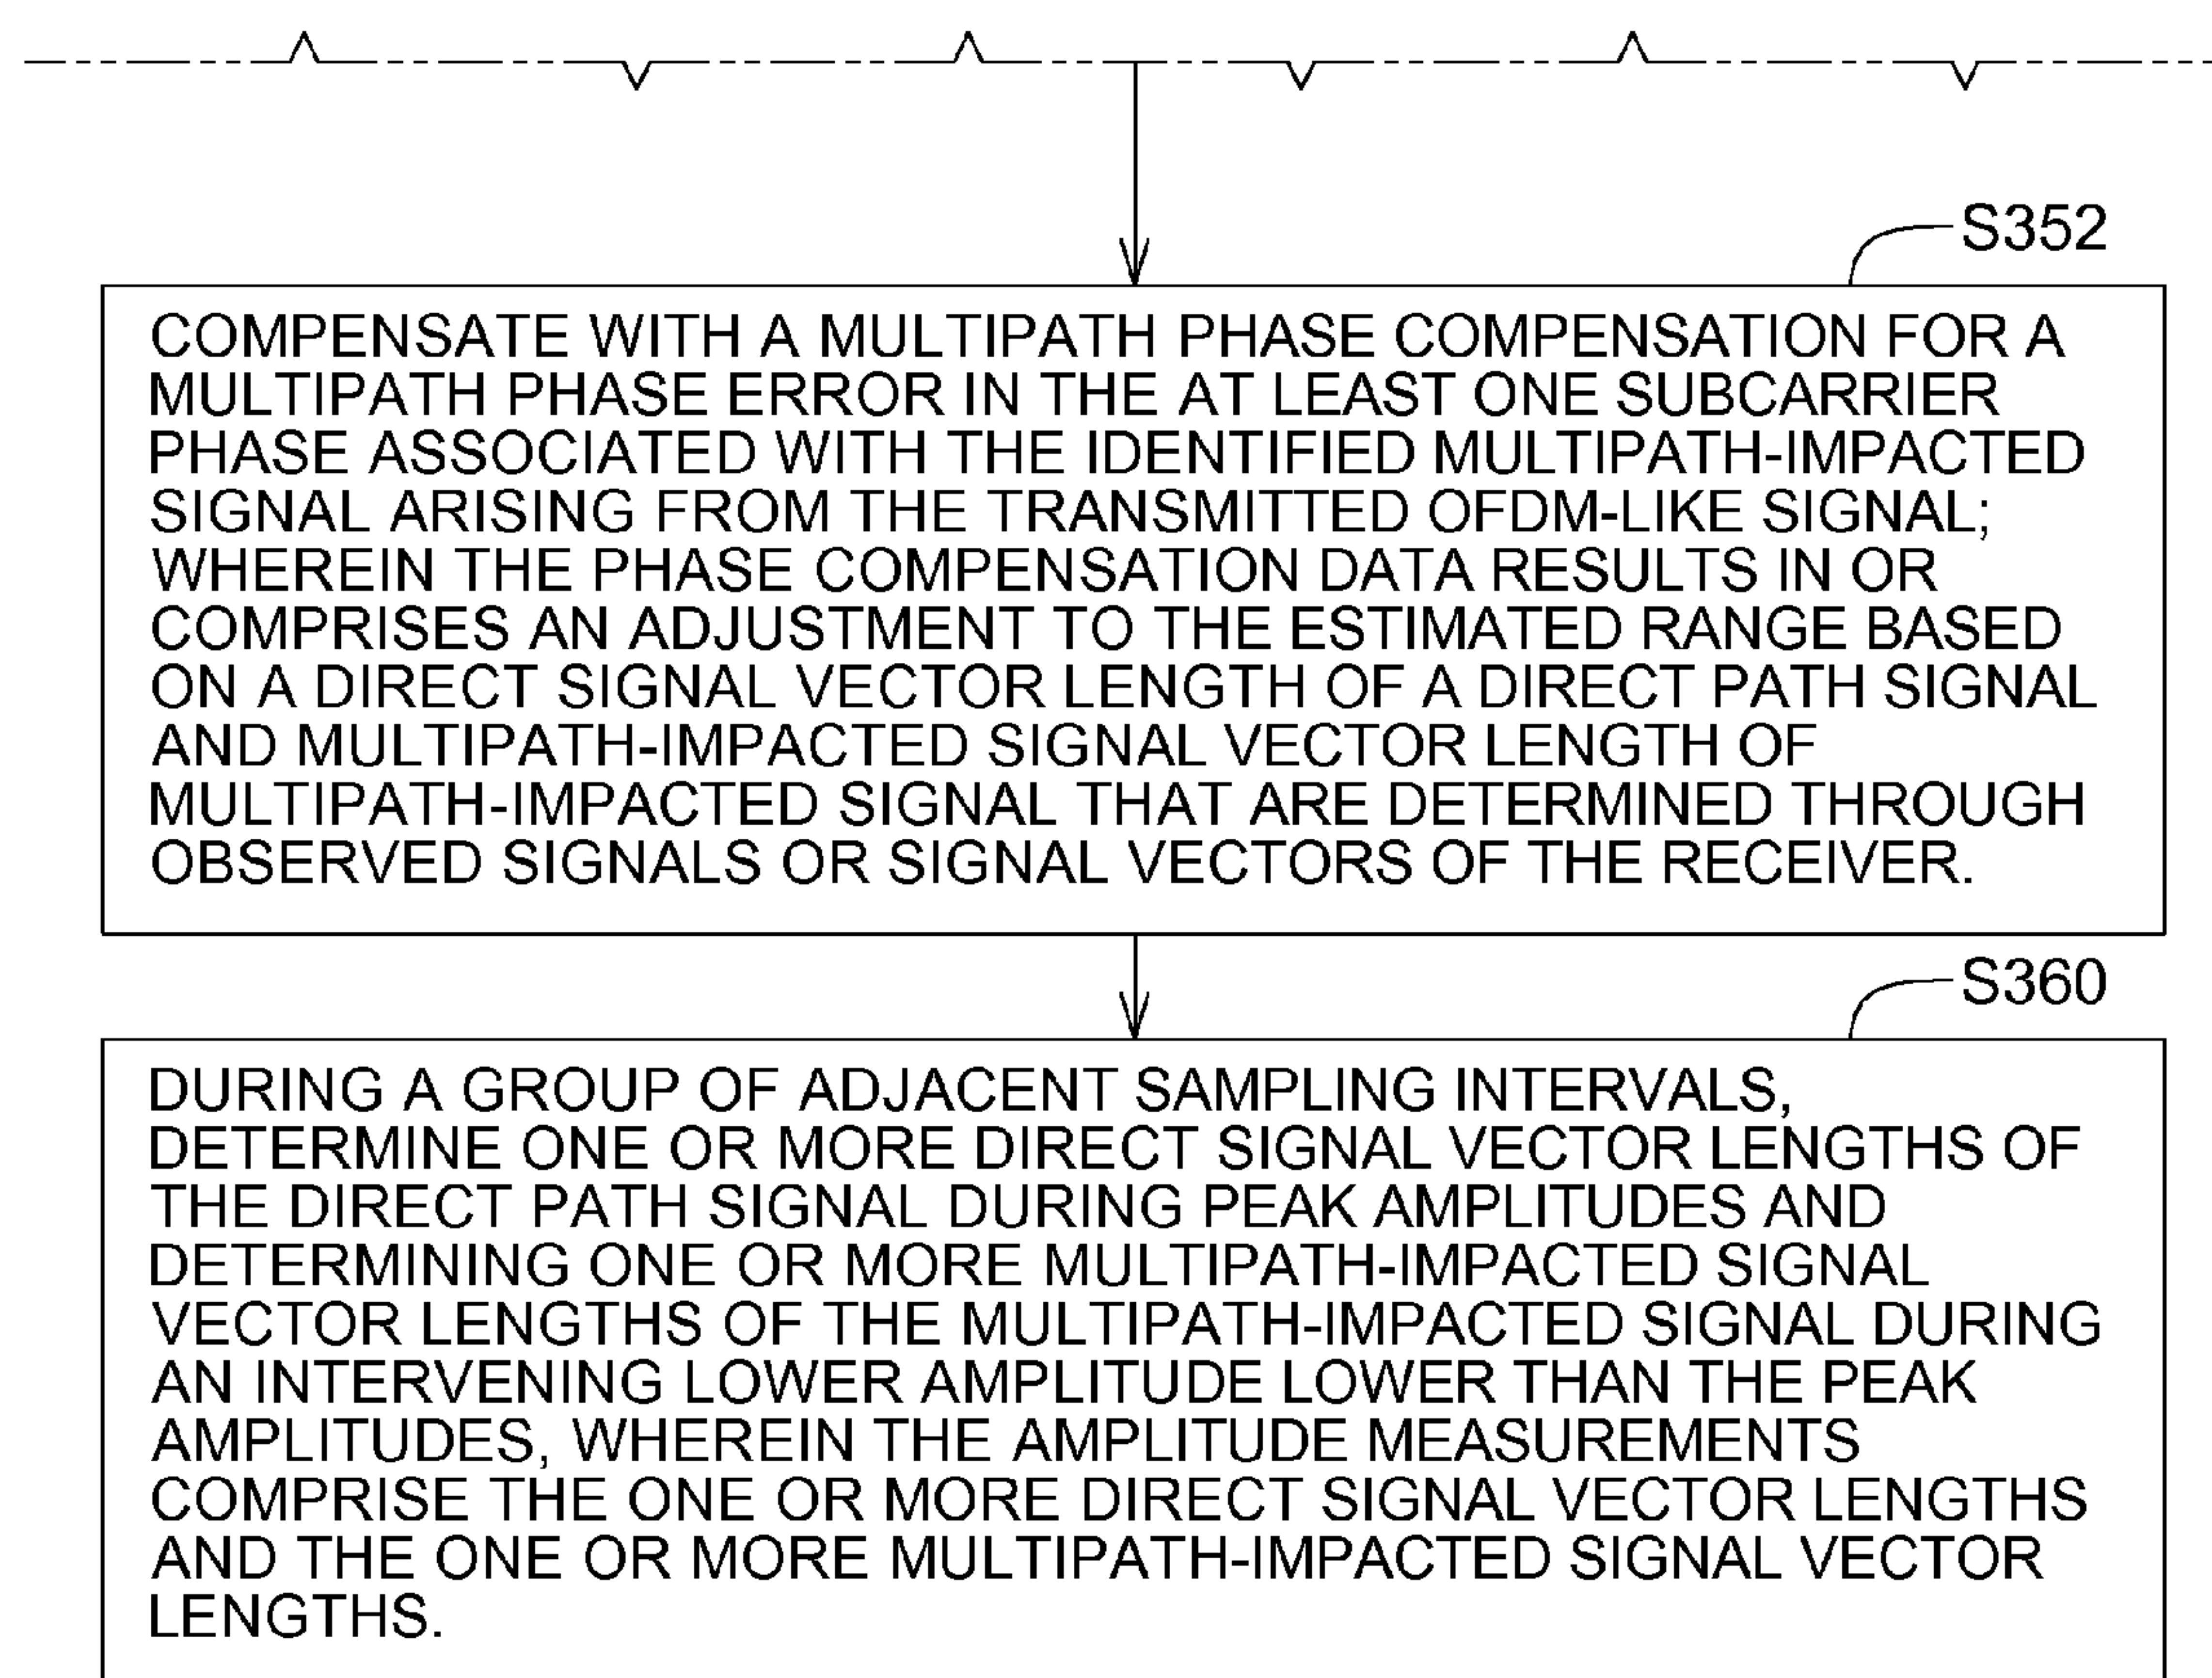 S352
COMPENSATE WITH A MULTIPATH PHASE COMPENSATION FOR A
MULTIPATH PHASE ERROR IN THE AT LEAST ONE SUBCARRIER
PHASE ASSOCIATED WITH THE IDENTIFIED MULTIPATH-IMPACTED
SIGNAL ARISING FROM THE TRANSMITTED OFDM-LIKE SIGNAL;
WHEREIN THE PHASE COMPENSATION DATA RESULTS IN OR
COMPRISES AN ADJUSTMENT TO THE ESTIMATED RANGE BASED
ON A DIRECT SIGNAL VECTOR LENGTH OF A DIRECT PATH SIGNAL
AND MULTIPATH-IMPACTED SIGNAL VECTOR LENGTH OF
MULTIPATH-IMPACTED SIGNAL THAT ARE DETERMINED THROUGH
OBSERVED SIGNALS OR SIGNAL VECTORS OF THE RECEIVER.
S360
DURING A GROUP OF ADJACENT SAMPLING INTERVALS,
DETERMINE ONE OR MORE DIRECT SIGNAL VECTOR LENGTHS OF
THE DIRECT PATH SIGNAL DURING PEAK AMPLITUDES AND
DETERMINING ONE OR MORE MULTIPATH-IMPACTED SIGNAL
VECTOR LENGTHS OF THE MULTIPATH-IMPACTED SIGNAL DURING
AN INTERVENING LOWER AMPLITUDE LOWER THAN THE PEAK
AMPLITUDES, WHEREIN THE AMPLITUDE MEASUREMENTS
COMPRISE THE ONE OR MORE DIRECT SIGNAL VECTOR LENGTHS
AND THE ONE OR MORE MULTIPATH-IMPACTED SIGNAL VECTOR
LENGTHS.